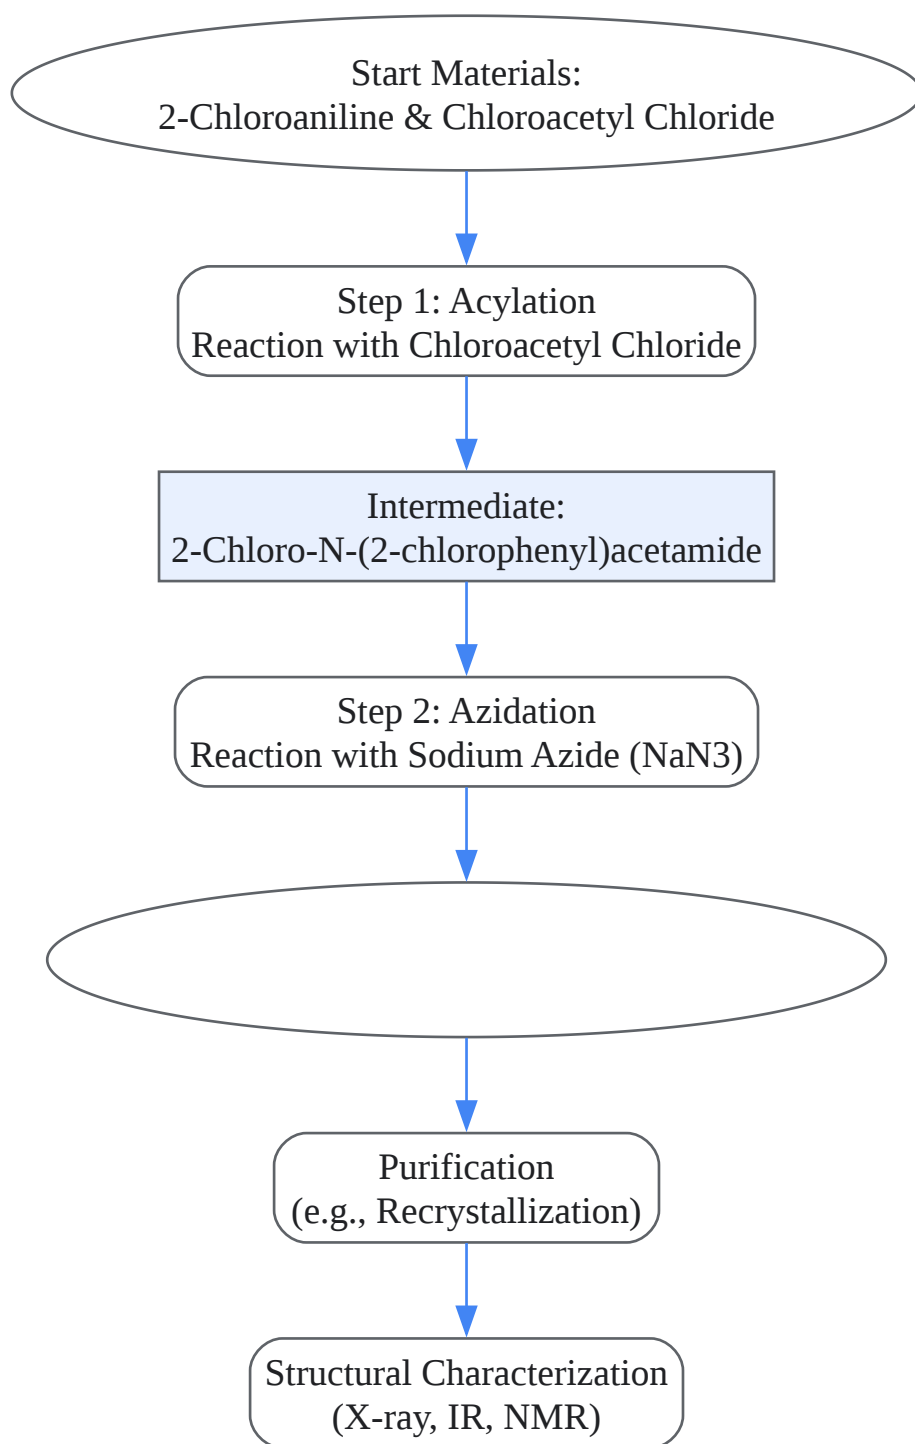 Start Materials:
2-Chloroaniline & Chloroacetyl Chloride
Step 1: Acylation
Reaction with Chloroacetyl Chloride
Intermediate:
2-Chloro-N-(2-chlorophenyl)acetamide
Step 2: Azidation
Reaction with Sodium Azide (NaN3)
Purification
(e.g., Recrystallization)
Structural Characterization
(X-ray, IR, NMR)